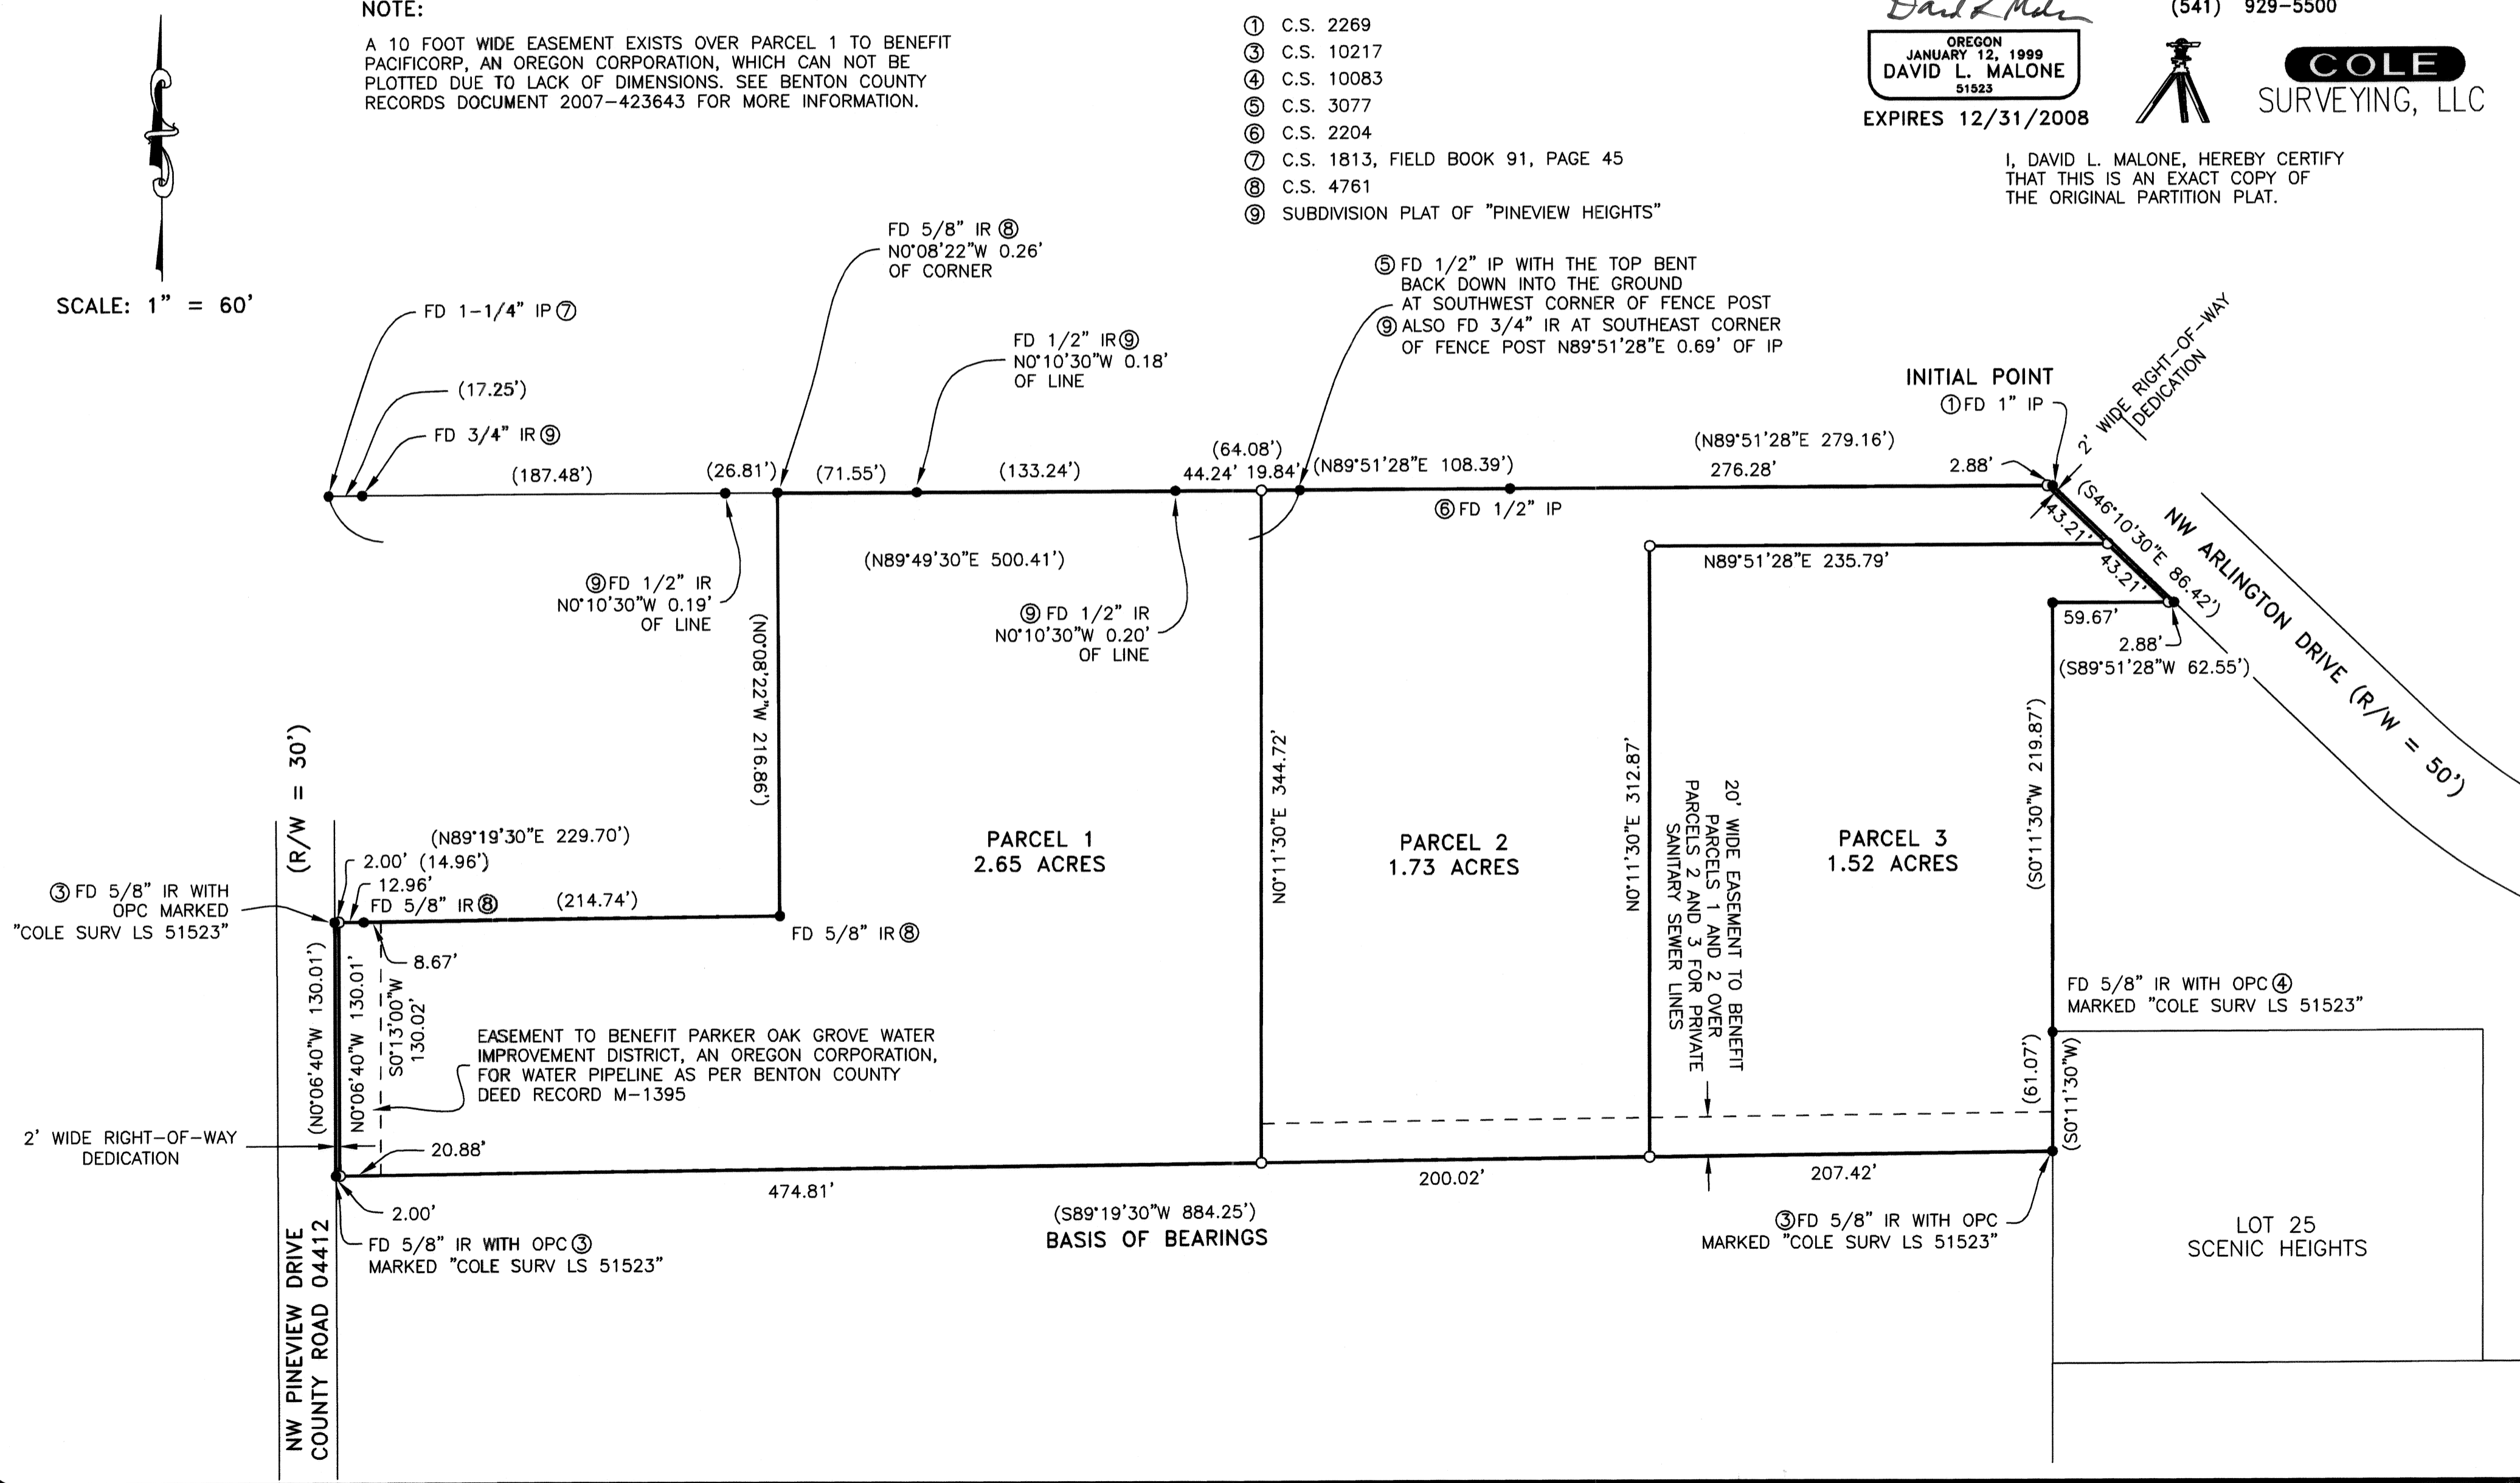 NOTE:
A 10 FOOT WIDE EASEMENT EXISTS OVER PARCEL 1 TO BENEFIT
PACIFICORP, AN OREGON CORPORATION, WHICH CAN NOT BE
PLOTTED DUE TO LACK OF DIMENSIONS. SEE BENTON COUNTY
RECORDS DOCUMENT 2007-423643 FOR MORE INFORMATION.
SCALE: 1" = 60'
① C.S. 2269
③ C.S. 10217
④ C.S. 10083
⑤ C.S. 3077
⑥ C.S. 2204
⑦ C.S. 1813, FIELD BOOK 91, PAGE 45
⑧ C.S. 4761
⑨ SUBDIVISION PLAT OF "PINEVIEW HEIGHTS"
OREGON
JANUARY 12, 1999
DAVID L. MALONE
51523
EXPIRES 12/31/2008
(541) 929-5500
COLE
SURVEYING, LLC
I, DAVID L. MALONE, HEREBY CERTIFY
THAT THIS IS AN EXACT COPY OF
THE ORIGINAL PARTITION PLAT.
FD 5/8" IR ⑧
N0°08'22"W 0.26'
OF CORNER
FD 1-1/4" IP ⑦
(17.25')
FD 3/4" IR ⑨
FD 1/2" IR ⑨
N0°10'30"W 0.18'
OF LINE
⑤ FD 1/2" IP WITH THE TOP BENT
BACK DOWN INTO THE GROUND
AT SOUTHWEST CORNER OF FENCE POST
⑨ ALSO FD 3/4" IR AT SOUTHEAST CORNER
OF FENCE POST N89°51'28"E 0.69' OF IP
INITIAL POINT
① FD 1" IP
2' WIDE RIGHT-OF-WAY
DEDICATION
(187.48')
(26.81')
(71.55')
(133.24')
(64.08')
44.24' 19.84'
(N89°51'28"E 108.39')
(N89°51'28"E 279.16')
276.28'
2.88'
⑥ FD 1/2" IP
(S46°10'30"E 86.42')
43.21'
43.21'
NW ARLINGTON DRIVE (R/W = 50')
(N89°49'30"E 500.41')
N89°51'28"E 235.79'
⑨ FD 1/2" IR
N0°10'30"W 0.19'
OF LINE
⑨ FD 1/2" IR
N0°10'30"W 0.20'
OF LINE
59.67'
2.88'
(S89°51'28"W 62.55')
(N0°08'22"W 216.86')
N0°11'30"E 344.72'
N0°11'30"E 312.87'
(S0°11'30"W 219.87')
PARCEL 1
2.65 ACRES
PARCEL 2
1.73 ACRES
PARCEL 3
1.52 ACRES
20' WIDE EASEMENT TO BENEFIT
PARCELS 1 AND 2 OVER
PARCELS 2 AND 3 FOR PRIVATE
SANITARY SEWER LINES
(R/W = 30')
(N89°19'30"E 229.70')
2.00' (14.96')
12.96'
FD 5/8" IR ⑧
(214.74')
FD 5/8" IR ⑧
③ FD 5/8" IR WITH
OPC MARKED
"COLE SURV LS 51523"
8.67'
(N0°06'40"W 130.01')
N0°06'40"W 130.01'
S0°13'00"W
130.02'
EASEMENT TO BENEFIT PARKER OAK GROVE WATER
IMPROVEMENT DISTRICT, AN OREGON CORPORATION,
FOR WATER PIPELINE AS PER BENTON COUNTY
DEED RECORD M-1395
FD 5/8" IR WITH OPC ④
MARKED "COLE SURV LS 51523"
(61.07')
(S0°11'30"W)
2' WIDE RIGHT-OF-WAY
DEDICATION
20.88'
474.81'
200.02'
207.42'
2.00'
(S89°19'30"W 884.25')
BASIS OF BEARINGS
FD 5/8" IR WITH OPC ③
MARKED "COLE SURV LS 51523"
③ FD 5/8" IR WITH OPC
MARKED "COLE SURV LS 51523"
LOT 25
SCENIC HEIGHTS
NW PINEVIEW DRIVE
COUNTY ROAD 04412